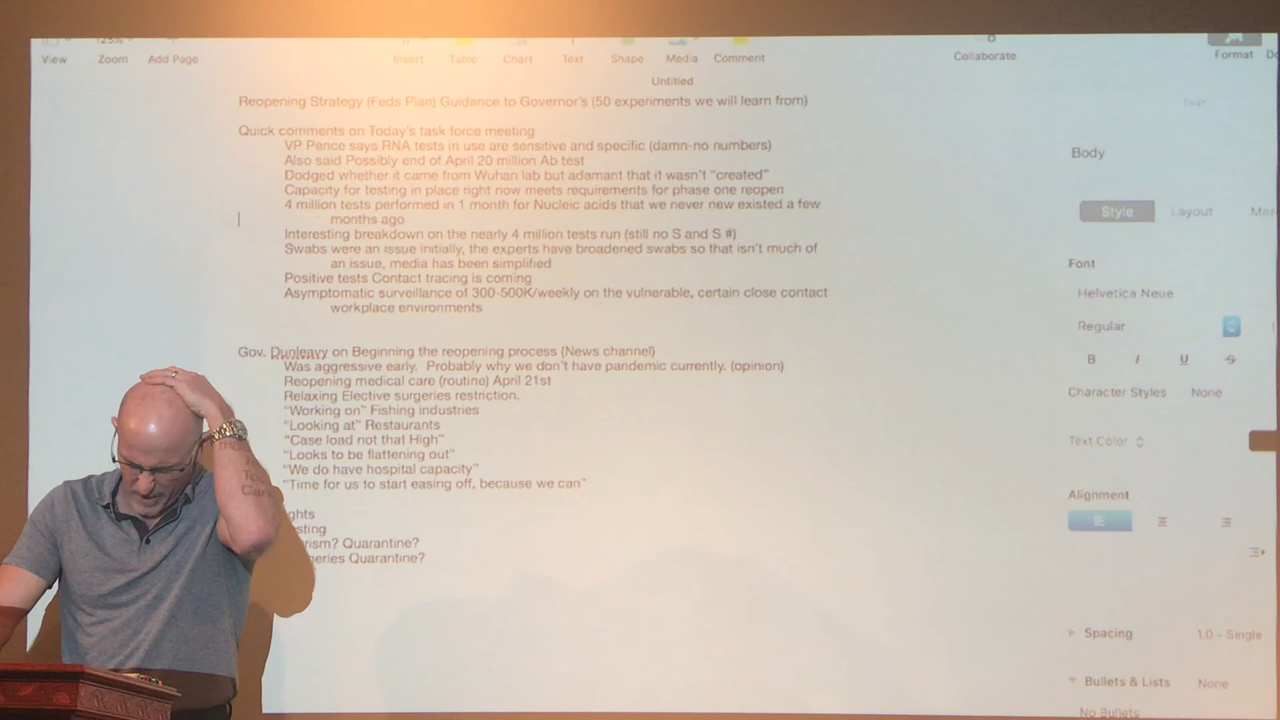 125%
View Zoom Add Page Insert Table Chart Text Shape Media Comment Collaborate Format
Untitled
Reopening Strategy (Feds Plan) Guidance to Governor's (50 experiments we will learn from)
Text
Quick comments on Today's task force meeting
VP Pence says RNA tests in use are sensitive and specific (damn-no numbers)
Also said Possibly end of April 20 million Ab test
Dodged whether it came from Wuhan lab but adamant that it wasn't "created"
Capacity for testing in place right now meets requirements for phase one reopen
4 million tests performed in 1 month for Nucleic acids that we never new existed a few
months ago
Interesting breakdown on the nearly 4 million tests run (still no S and S #)
Swabs were an issue initially, the experts have broadened swabs so that isn't much of
an issue, media has been simplified
Positive tests Contact tracing is coming
Asymptomatic surveillance of 300-500K/weekly on the vulnerable, certain close contact
workplace environments
Gov. Dunleavy on Beginning the reopening process (News channel)
Was aggressive early. Probably why we don't have pandemic currently. (opinion)
Reopening medical care (routine) April 21st
Relaxing Elective surgeries restriction.
"Working on" Fishing industries
"Looking at" Restaurants
"Case load not that High"
"Looks to be flattening out"
"We do have hospital capacity"
"Time for us to start easing off, because we can"
ghts
sting
rism? Quarantine?
neries Quarantine?
Body
Style Layout Mor
Font
Helvetica Neue
Regular
B I U S
Character Styles None
Text Color
Alignment
Spacing 1.0 - Single
Bullets & Lists None
No Bullets